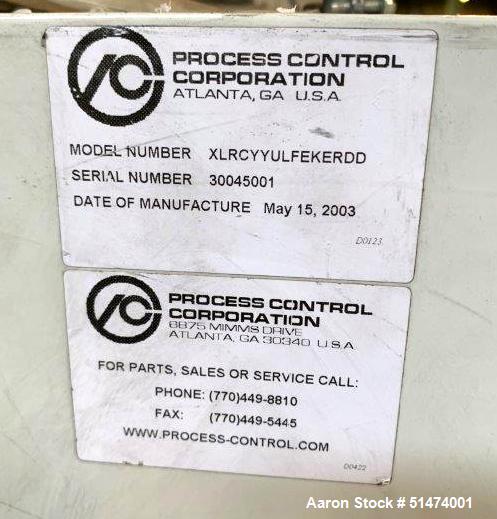 PROCESS CONTROL
CORPORATION
ATLANTA, GA U.S.A.
MODEL NUMBER XLRCYYULFEKERDD
SERIAL NUMBER 30045001
DATE OF MANUFACTURE May 15, 2003
D0123
PROCESS CONTROL
CORPORATION
6875 MIMMS DRIVE
ATLANTA, GA 30340 U.S.A.
FOR PARTS, SALES OR SERVICE CALL:
PHONE: (770)449-8810
FAX: (770)449-5445
WWW.PROCESS-CONTROL.COM
D0422
Aaron Stock # 51474001